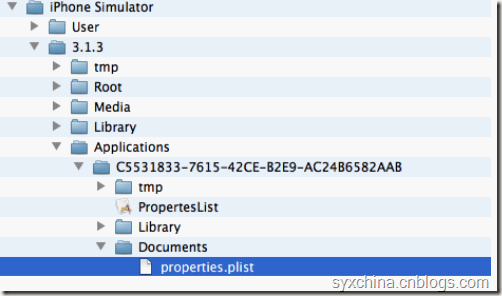 iPhone Simulator
User
3.1.3
tmp
Root
Media
Library
Applications
C5531833-7615-42CE-B2E9-AC24B6582AAB
tmp
PropertesList
Library
Documents
properties.plist
syxchina.cnblogs.com